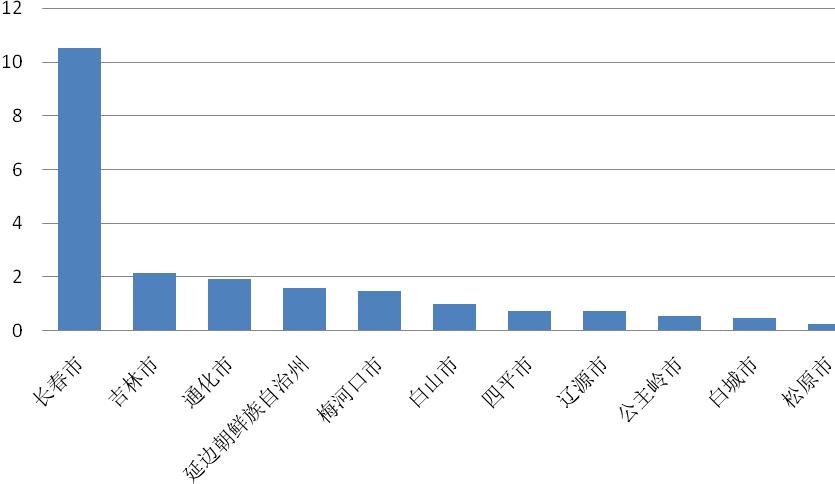 12
10
8
6
4
2
0
长春市
吉林市
通化市
延边朝鲜族自治州
梅河口市
白山市
四平市
辽源市
公主岭市
白城市
松原市